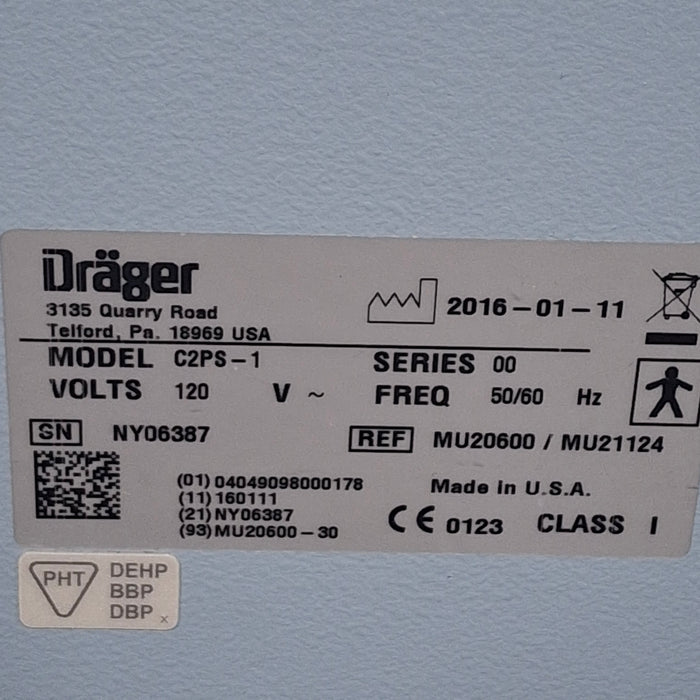 Dräger
3135 Quarry Road
Telford, Pa. 18969 USA
2016-01-11
MODEL C2PS-1
SERIES 00
VOLTS 120 V ~
FREQ 50/60 Hz
SN NY06387
REF MU20600 / MU21124
(01) 04049098000178
(11) 160111
(21) NY06387
(93) MU20600-30
Made in U.S.A.
CE 0123 CLASS I
PHT
DEHP
BBP
DBP x